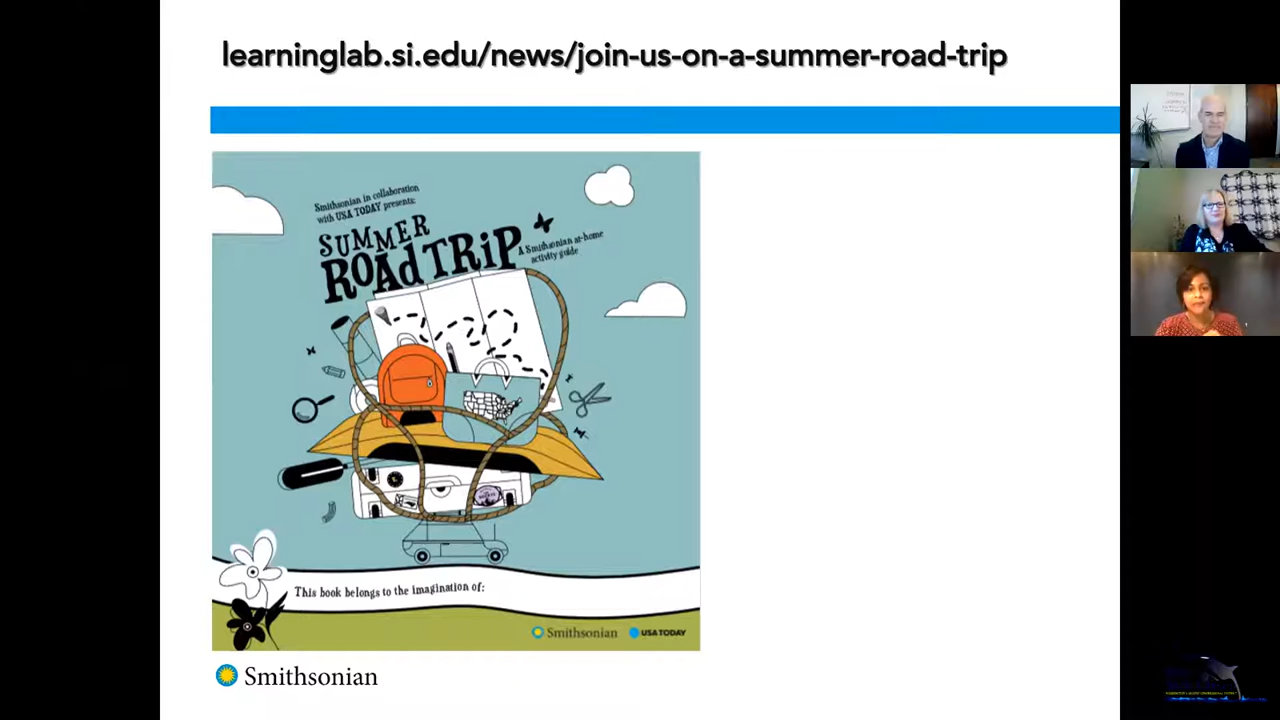 learninglab.si.edu/news/join-us-on-a-summer-road-trip
Smithsonian in collaboration
with USA TODAY presents:
SUMMER
ROAd TRiP
A Smithsonian at-home
activity guide
This book belongs to the imagination of:
Smithsonian
USA TODAY
Smithsonian